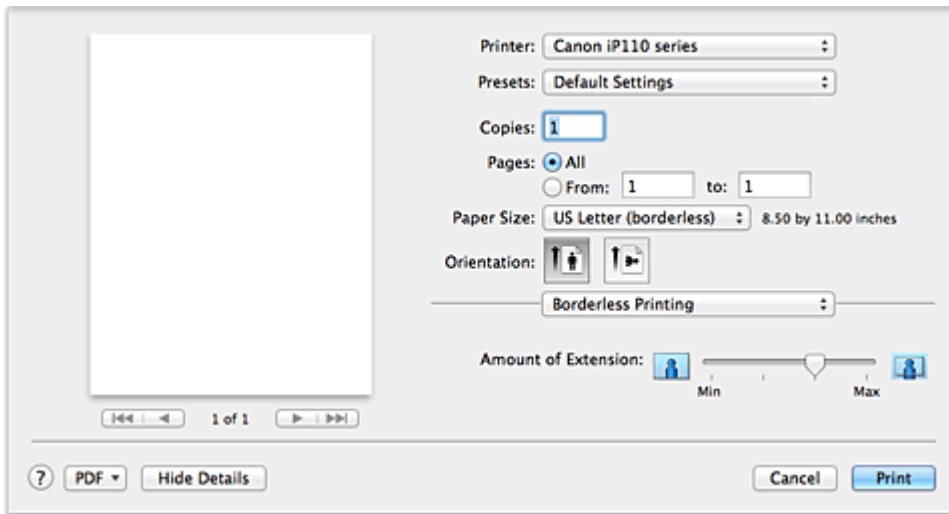 Printer: Canon iP110 series
Presets: Default Settings
Copies: 1
Pages: All
From: 1 to: 1
Paper Size: US Letter (borderless) 8.50 by 11.00 inches
Orientation:
Borderless Printing
Amount of Extension:
Min Max
1 of 1
? PDF Hide Details Cancel Print